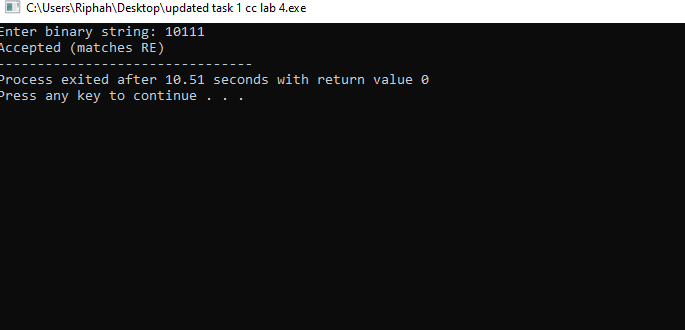 C:\Users\Riphah\Desktop\updated task 1 cc lab 4.exe
Enter binary string: 10111
Accepted (matches RE)
--------------------------------
Process exited after 10.51 seconds with return value 0
Press any key to continue . . .